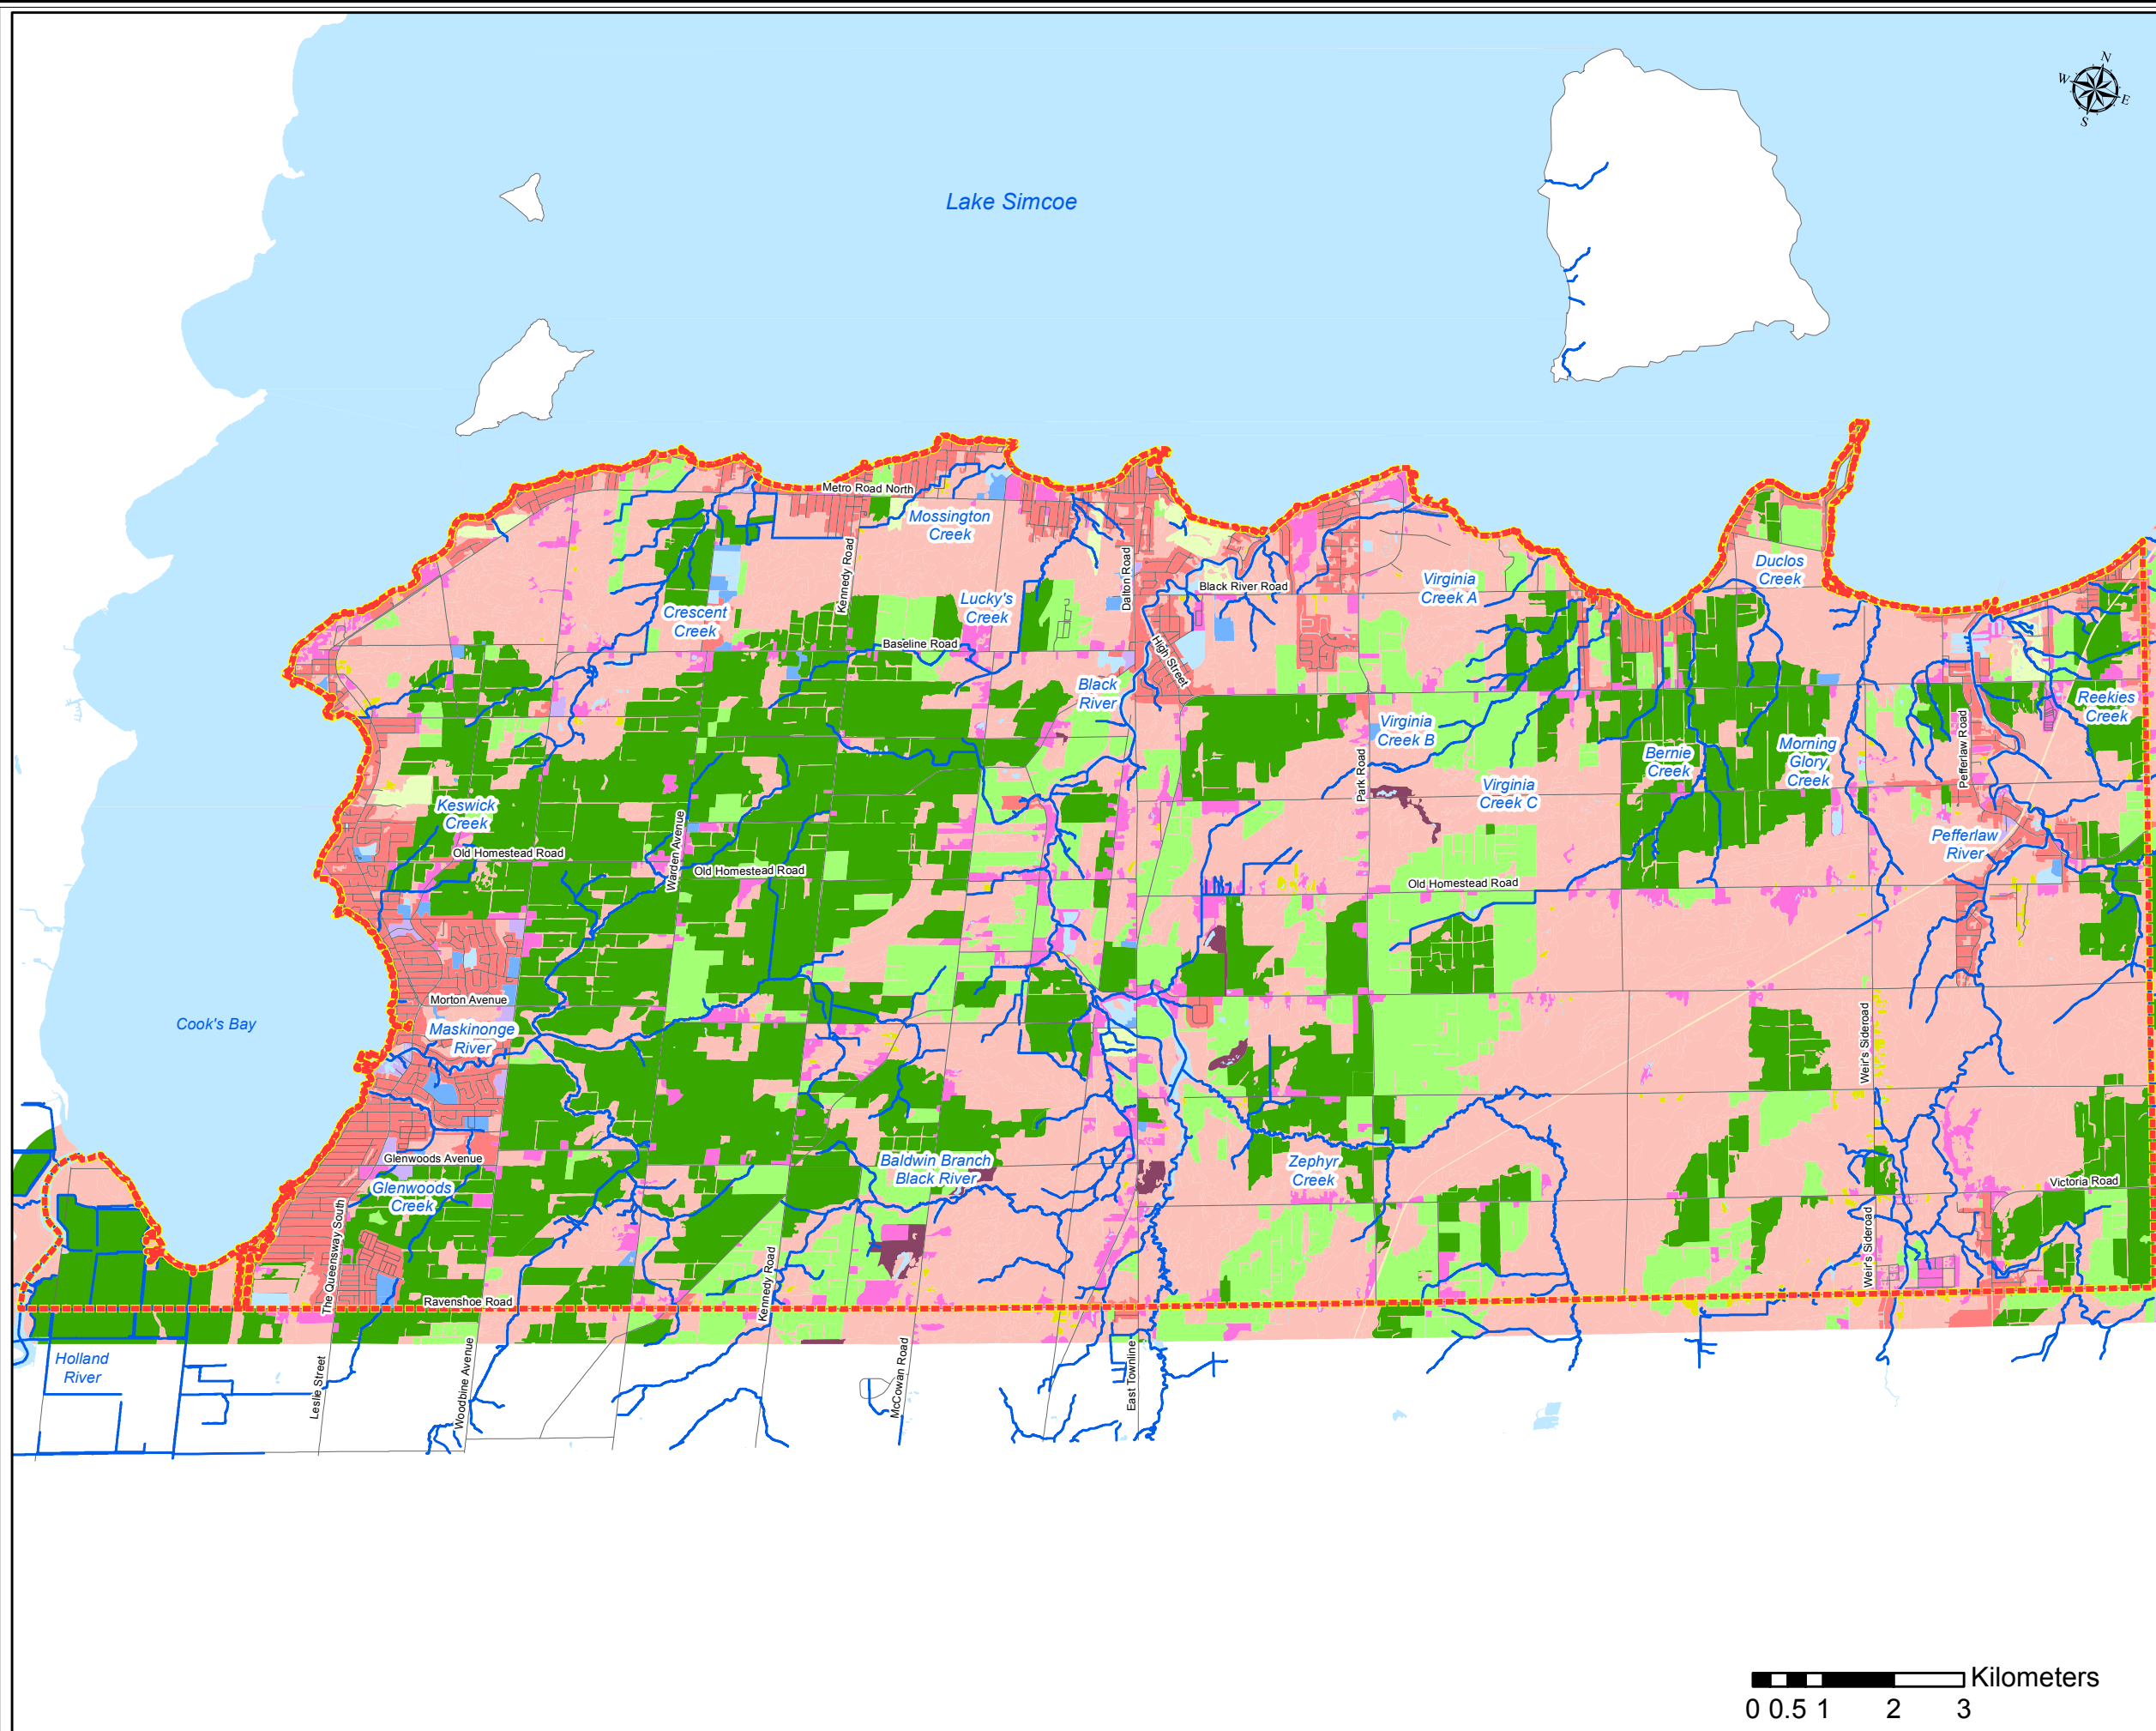 N
W
E
S
Lake Simcoe
Metro Road North
Mossington
Creek
Kennedy Road
Dalton Road
Duclos
Creek
Virginia
Creek A
Black River Road
Lucky's
Creek
Crescent
Creek
Baseline Road
High Street
Black
River
Reekies
Creek
Virginia
Creek B
Pefferlaw Road
Bernie
Creek
Morning
Glory
Creek
Park Road
Virginia
Creek C
Keswick
Creek
Pefferlaw
River
Warden Avenue
Old Homestead Road
Old Homestead Road
Old Homestead Road
Morton Avenue
Cook's Bay
Maskinonge
River
Weir's Sideroad
Glenwoods Avenue
Baldwin Branch
Black River
Zephyr
Creek
Victoria Road
Glenwoods
Creek
The Queensway South
Weir's Sideroad
Kennedy Road
Ravenshoe Road
Holland
River
Leslie Street
Woodbine Avenue
McCowan Road
East Townline
Kilometers
0 0.5 1 2 3